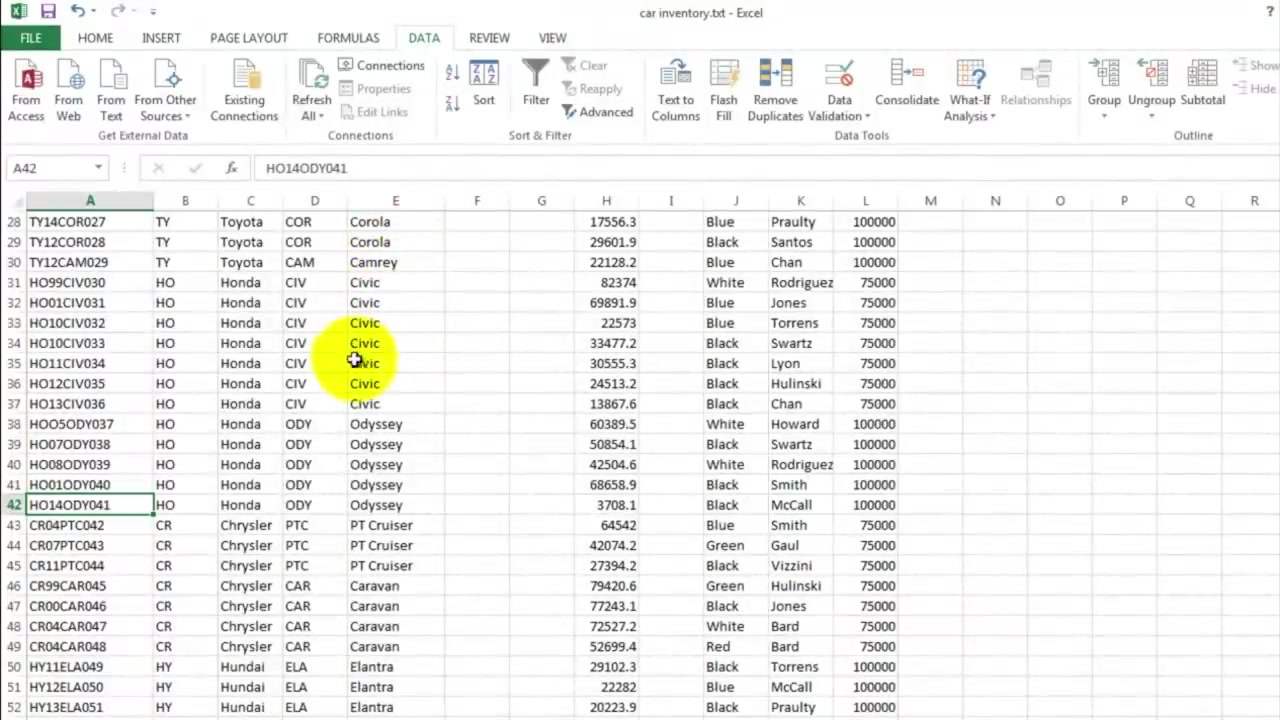 car inventory.txt - Excel
?
FILE HOME INSERT PAGE LAYOUT FORMULAS DATA REVIEW VIEW
From Access From Web From Text From Other Sources Existing Connections Refresh All Connections Properties Edit Links Sort Filter Clear Reapply Advanced Text to Columns Flash Fill Remove Duplicates Data Validation Consolidate What-If Analysis Relationships Group Ungroup Subtotal Show Hide
Get External Data Connections Sort & Filter Data Tools Outline
A42 fx HO14ODY041
A B C D E F G H I J K L M N O P Q R
28 TY14COR027 TY Toyota COR Corola 17556.3 Blue Praulty 100000
29 TY12COR028 TY Toyota COR Corola 29601.9 Black Santos 100000
30 TY12CAM029 TY Toyota CAM Camrey 22128.2 Blue Chan 100000
31 HO99CIV030 HO Honda CIV Civic 82374 White Rodriguez 75000
32 HO01CIV031 HO Honda CIV Civic 69891.9 Blue Jones 75000
33 HO10CIV032 HO Honda CIV Civic 22573 Blue Torrens 75000
34 HO10CIV033 HO Honda CIV Civic 33477.2 Black Swartz 75000
35 HO11CIV034 HO Honda CIV Civic 30555.3 Black Lyon 75000
36 HO12CIV035 HO Honda CIV Civic 24513.2 Black Hulinski 75000
37 HO13CIV036 HO Honda CIV Civic 13867.6 Black Chan 75000
38 HOO5ODY037 HO Honda ODY Odyssey 60389.5 White Howard 100000
39 HO07ODY038 HO Honda ODY Odyssey 50854.1 Black Swartz 100000
40 HO08ODY039 HO Honda ODY Odyssey 42504.6 White Rodriguez 100000
41 HO01ODY040 HO Honda ODY Odyssey 68658.9 Black Smith 100000
42 HO14ODY041 HO Honda ODY Odyssey 3708.1 Black McCall 100000
43 CR04PTC042 CR Chrysler PTC PT Cruiser 64542 Blue Smith 75000
44 CR07PTC043 CR Chrysler PTC PT Cruiser 42074.2 Green Gaul 75000
45 CR11PTC044 CR Chrysler PTC PT Cruiser 27394.2 Black Vizzini 75000
46 CR99CAR045 CR Chrysler CAR Caravan 79420.6 Green Hulinski 75000
47 CR00CAR046 CR Chrysler CAR Caravan 77243.1 Black Jones 75000
48 CR04CAR047 CR Chrysler CAR Caravan 72527.2 White Bard 75000
49 CR04CAR048 CR Chrysler CAR Caravan 52699.4 Red Bard 75000
50 HY11ELA049 HY Hundai ELA Elantra 29102.3 Black Torrens 100000
51 HY12ELA050 HY Hundai ELA Elantra 22282 Blue McCall 100000
52 HY13ELA051 HY Hundai ELA Elantra 20223.9 Black Praulty 100000